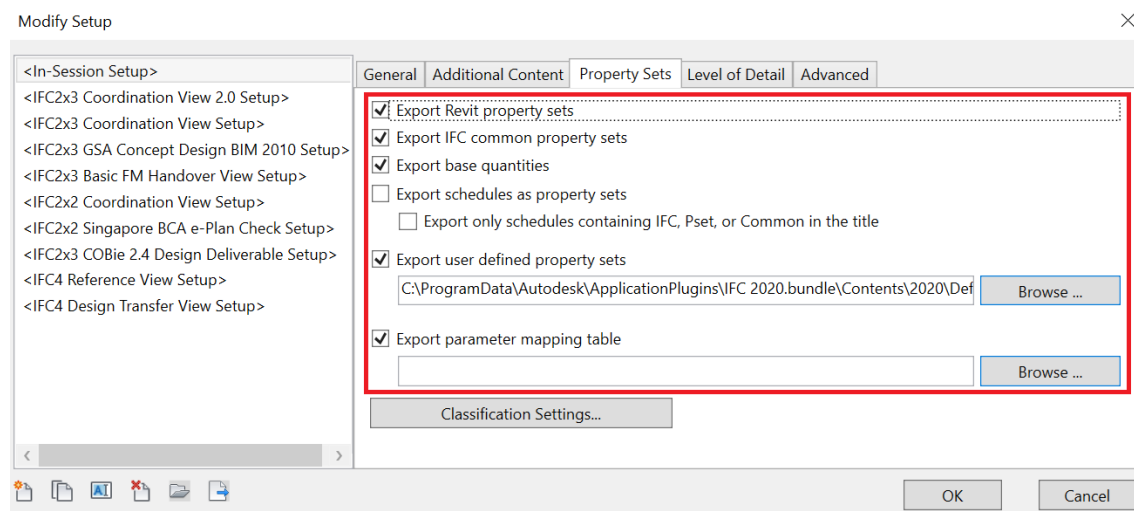 Modify Setup
<In-Session Setup>
<IFC2x3 Coordination View 2.0 Setup>
<IFC2x3 Coordination View Setup>
<IFC2x3 GSA Concept Design BIM 2010 Setup>
<IFC2x3 Basic FM Handover View Setup>
<IFC2x2 Coordination View Setup>
<IFC2x2 Singapore BCA e-Plan Check Setup>
<IFC2x3 COBie 2.4 Design Deliverable Setup>
<IFC4 Reference View Setup>
<IFC4 Design Transfer View Setup>
General Additional Content Property Sets Level of Detail Advanced
Export Revit property sets
Export IFC common property sets
Export base quantities
Export schedules as property sets
Export only schedules containing IFC, Pset, or Common in the title
Export user defined property sets
C:\ProgramData\Autodesk\ApplicationPlugins\IFC 2020.bundle\Contents\2020\Def
Browse ...
Export parameter mapping table
Browse ...
Classification Settings...
AI
OK Cancel